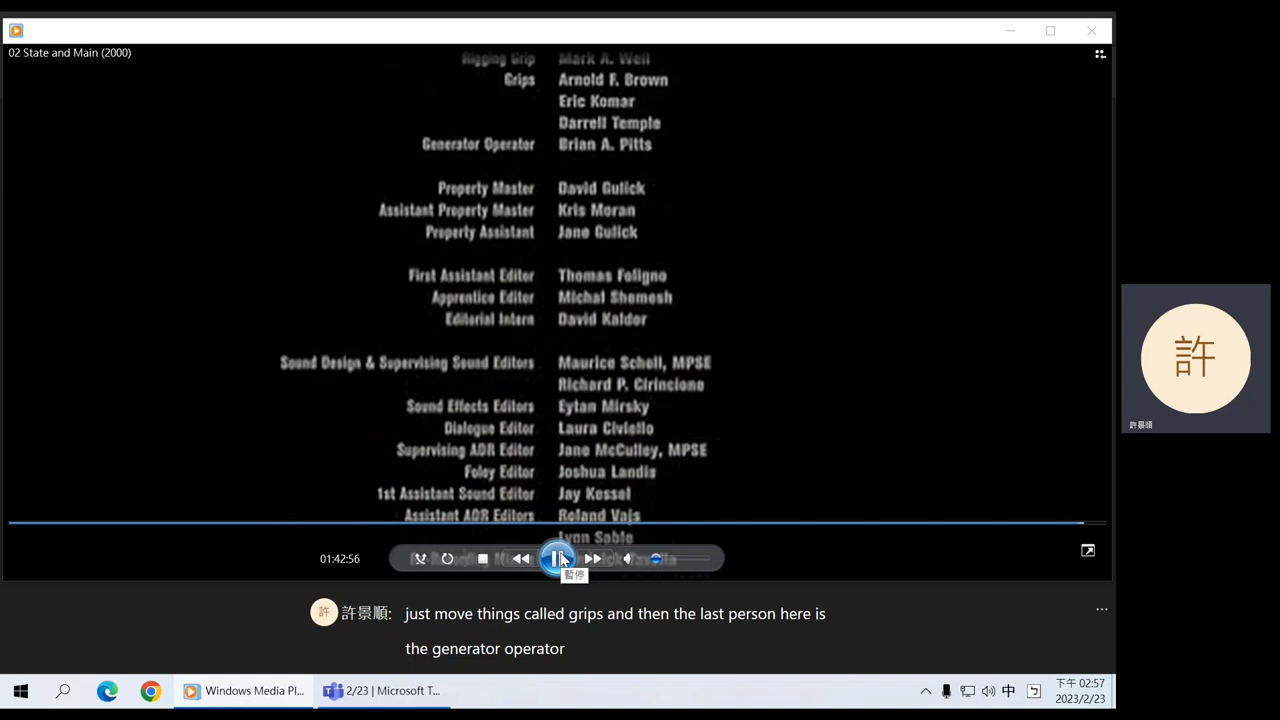 02 State and Main (2000)
Rigging Grip Mark A. Weil
Grips Arnold F. Brown
Eric Komar
Darrell Temple
Generator Operator Brian A. Pitts
Property Master David Gulick
Assistant Property Master Kris Moran
Property Assistant Jane Gulick
First Assistant Editor Thomas Foligno
Apprentice Editor Michal Shemesh
Editorial Intern David Kaldor
Sound Design & Supervising Sound Editors Maurice Schell, MPSE
Richard P. Cirincione
Sound Effects Editors Eytan Mirsky
Dialogue Editor Laura Civiello
Supervising ADR Editor Jane McCulley, MPSE
Foley Editor Joshua Landis
1st Assistant Sound Editor Jay Kessel
Assistant ADR Editors Roland Vajs
Lynn Sable
01:42:56
暫停
許
許景順
許 許景順: just move things called grips and then the last person here is
the generator operator
Windows Media Pl... 2/23 | Microsoft T...
中
下午 02:57
2023/2/23